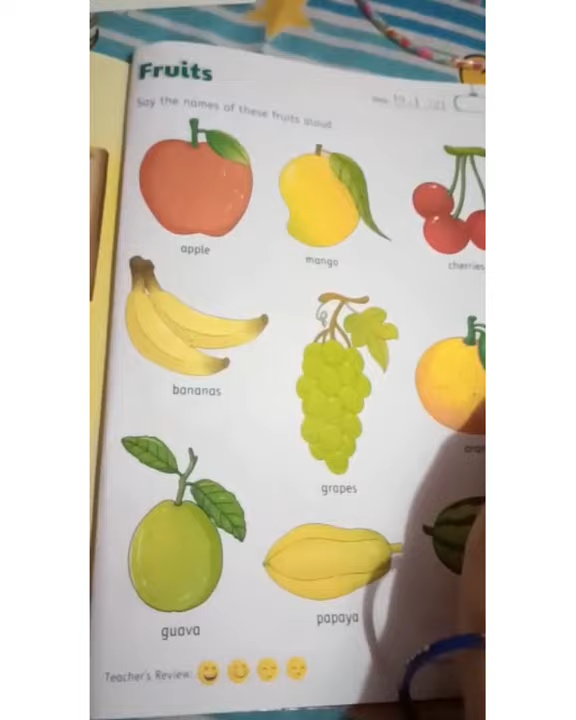 Fruits
Say the names of these fruits aloud
apple
mango
cherries
bananas
grapes
guava
papaya
Teacher's Review: